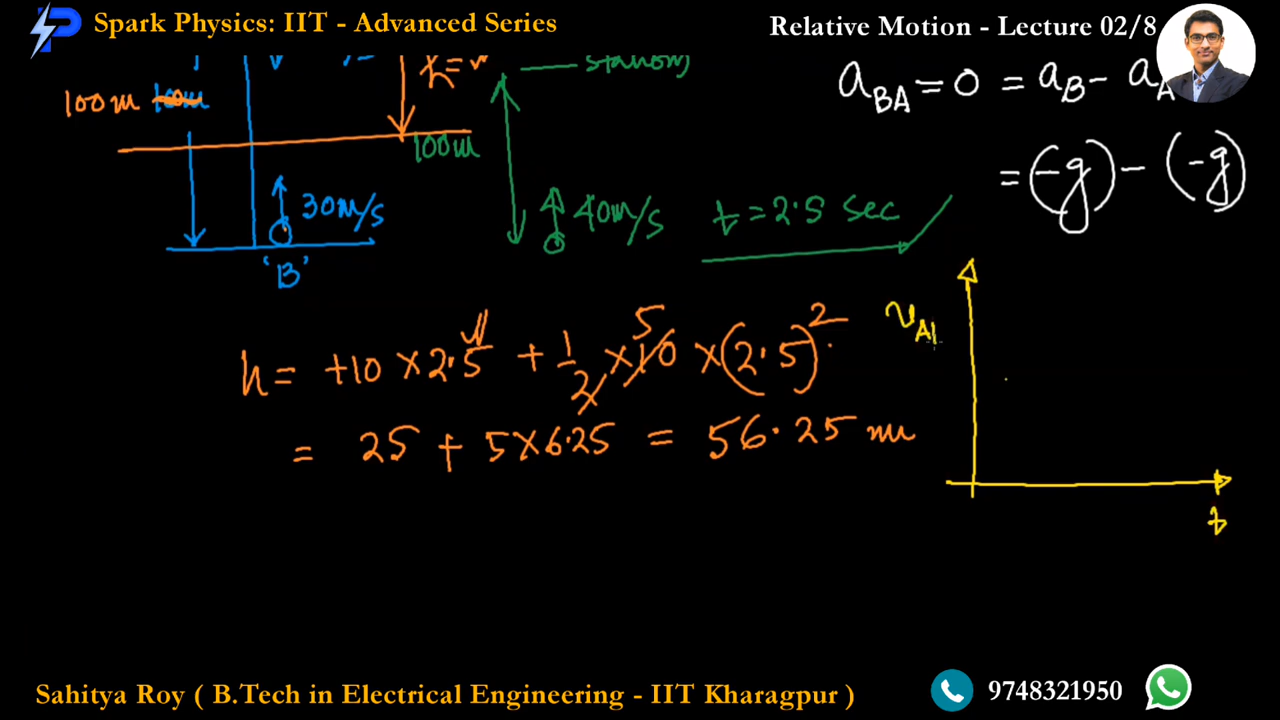 Spark Physics: IIT - Advanced Series
Relative Motion - Lecture 02/8
100m
100m
30m/s
'B'
40m/s
t = 2.5 sec
a_BA = 0 = a_B - a_A
= (-g) - (-g)
h = +10 × 2.5 + 1/2 × 10 5 × (2.5)²
= 25 + 5×6.25 = 56.25 m
t
Sahitya Roy ( B.Tech in Electrical Engineering - IIT Kharagpur )
9748321950